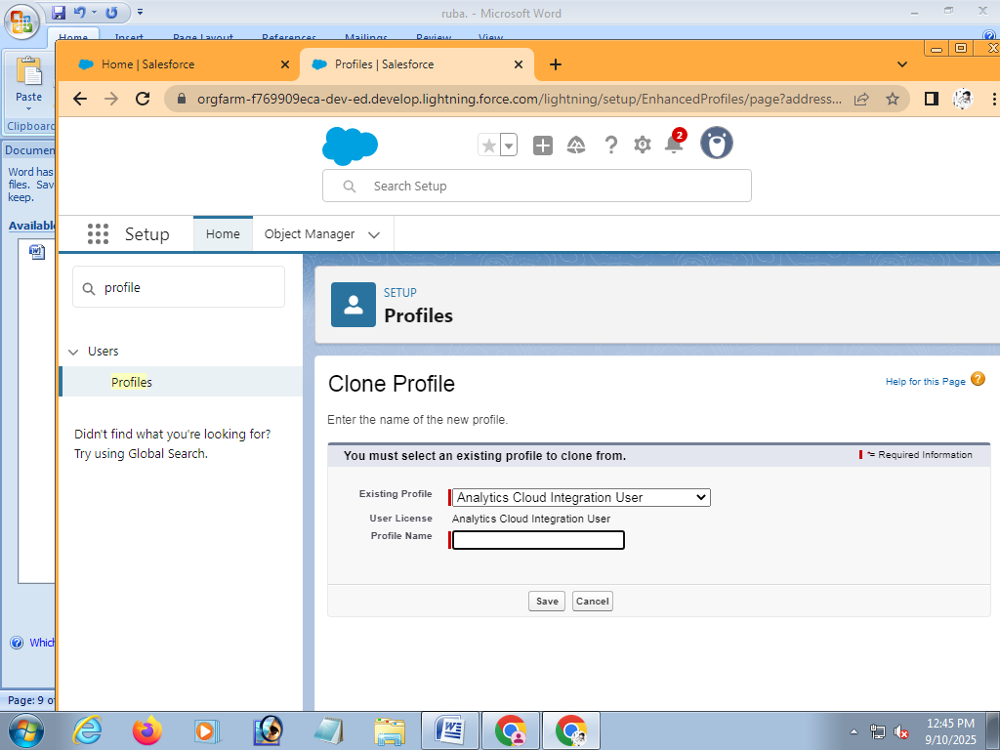 ruba. - Microsoft Word
Home Insert Page Layout References Mailings Review View
Home | Salesforce
Profiles | Salesforce
Paste
Clipboard
orgfarm-f769909eca-dev-ed.develop.lightning.force.com/lightning/setup/EnhancedProfiles/page?address...
2
Search Setup
Setup
Home
Object Manager
Documen
Word has
files. Sav
keep.
Available
Which
Page: 9 o
profile
Users
Profiles
Didn't find what you're looking for?
Try using Global Search.
SETUP
Profiles
Clone Profile
Help for this Page
Enter the name of the new profile.
You must select an existing profile to clone from.
*= Required Information
Existing Profile
Analytics Cloud Integration User
User License
Analytics Cloud Integration User
Profile Name
Save
Cancel
12:45 PM
9/10/2025